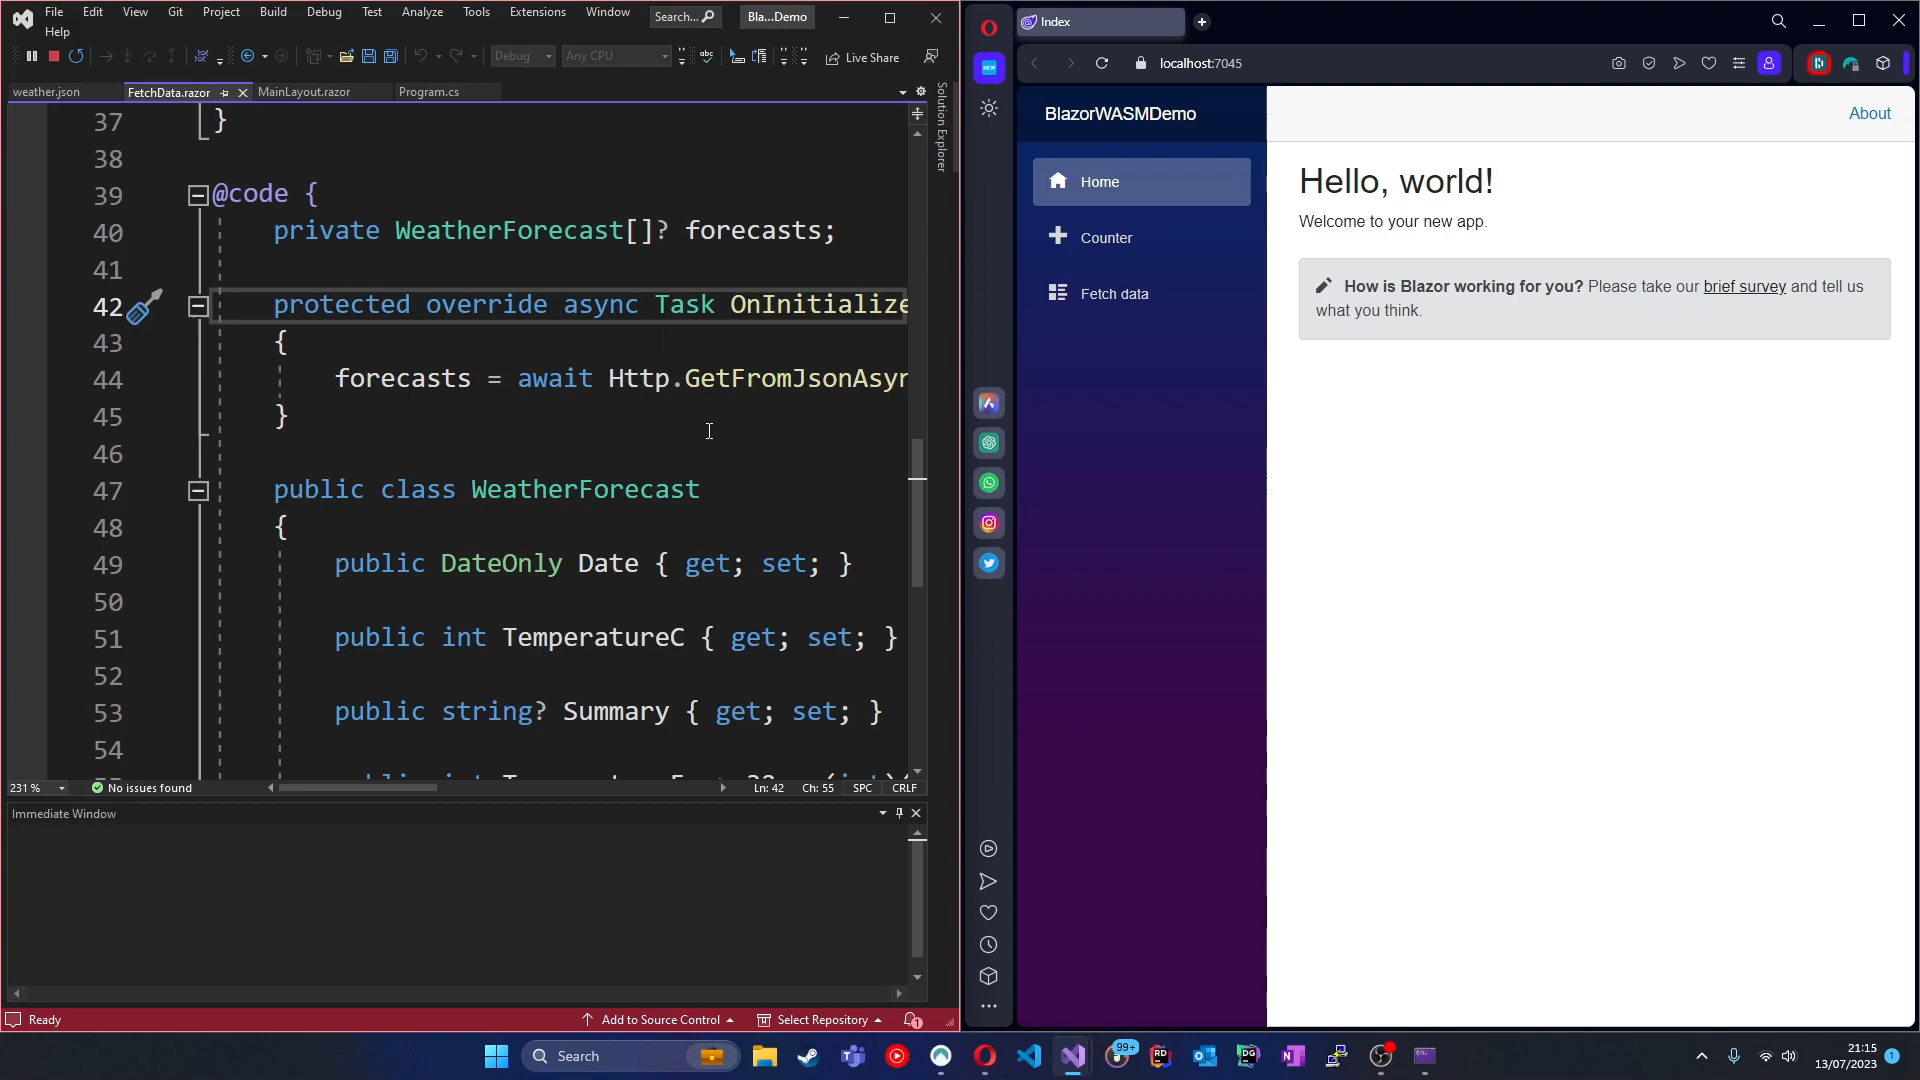 File Edit View Git Project Build Debug Test Analyze Tools Extensions Window Search... Bla...Demo
Help
Debug Any CPU Live Share
weather.json FetchData.razor MainLayout.razor Program.cs
Solution Explorer
37 }
38
39 @code {
40 private WeatherForecast[]? forecasts;
41
42 protected override async Task OnInitialize
43 {
44 forecasts = await Http.GetFromJsonAsyn
45 }
46
47 public class WeatherForecast
48 {
49 public DateOnly Date { get; set; }
50
51 public int TemperatureC { get; set; }
52
53 public string? Summary { get; set; }
54
231 % No issues found Ln: 42 Ch: 55 SPC CRLF
Immediate Window
Ready Add to Source Control Select Repository 1
Index
localhost:7045
NEW
BlazorWASMDemo
About
Home
Counter
Fetch data
Hello, world!
Welcome to your new app.
How is Blazor working for you? Please take our brief survey and tell us
what you think.
Search
99+
RD
DG
21:15
13/07/2023
1